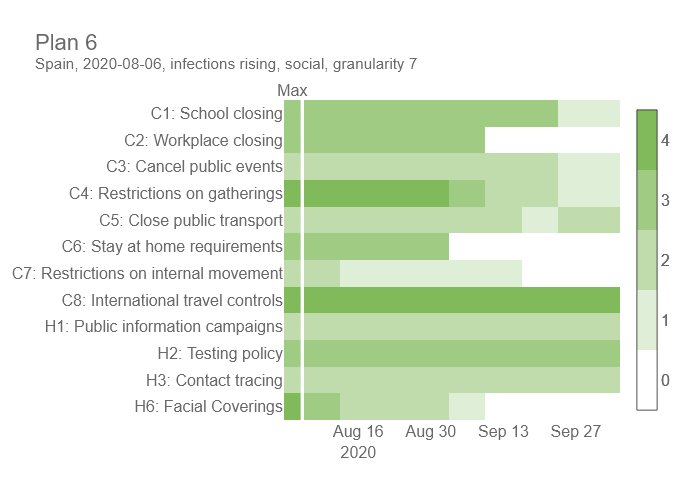 Plan 6
Spain, 2020-08-06, infections rising, social, granularity 7
Max
C1: School closing
C2: Workplace closing
C3: Cancel public events
C4: Restrictions on gatherings
C5: Close public transport
C6: Stay at home requirements
C7: Restrictions on internal movement
C8: International travel controls
H1: Public information campaigns
H2: Testing policy
H3: Contact tracing
H6: Facial Coverings
Aug 16 Aug 30 Sep 13 Sep 27
2020
4
3
2
1
0